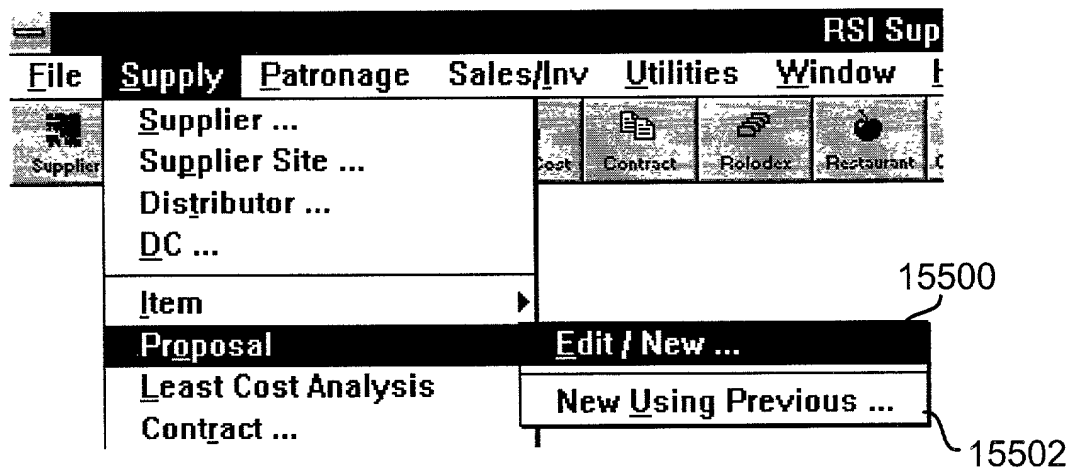 RSI Sup
File Supply Patronage Sales/Inv Utilities Window
Supplier Cost Contract Rolodex Restaurant
Supplier ...
Supplier Site ...
Distributor ...
DC ...
15500
Item
Proposal Edit / New ...
Least Cost Analysis New Using Previous ...
Contract ...
15502